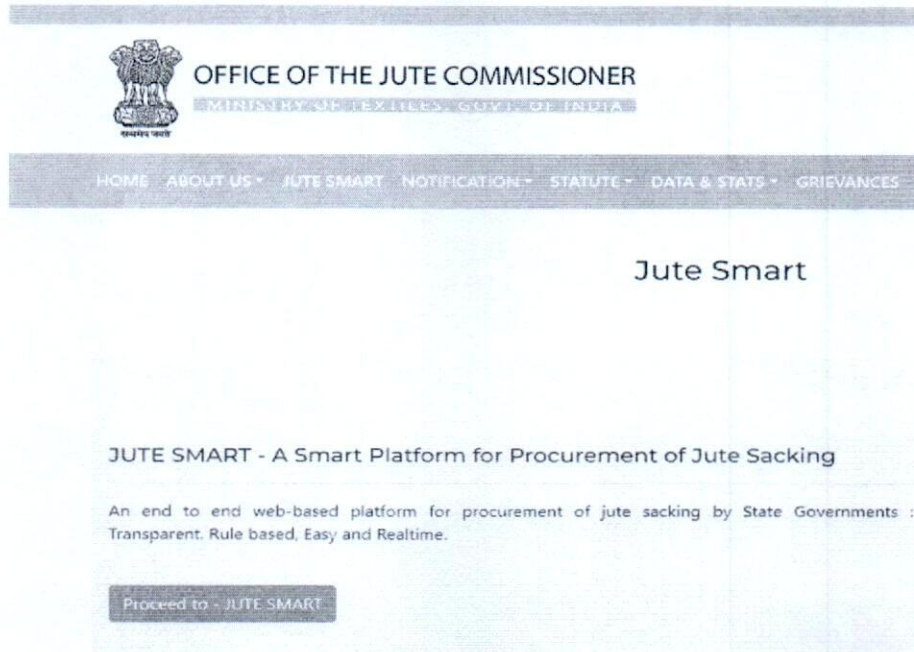 OFFICE OF THE JUTE COMMISSIONER
MINISTRY OF TEXTILES, GOVT. OF INDIA
सत्यमेव जयते
HOME ABOUT US JUTE SMART NOTIFICATION STATUTE DATA & STATS GRIEVANCES
Jute Smart
JUTE SMART - A Smart Platform for Procurement of Jute Sacking
An end to end web-based platform for procurement of jute sacking by State Governments :
Transparent. Rule based, Easy and Realtime.
Proceed to - JUTE SMART